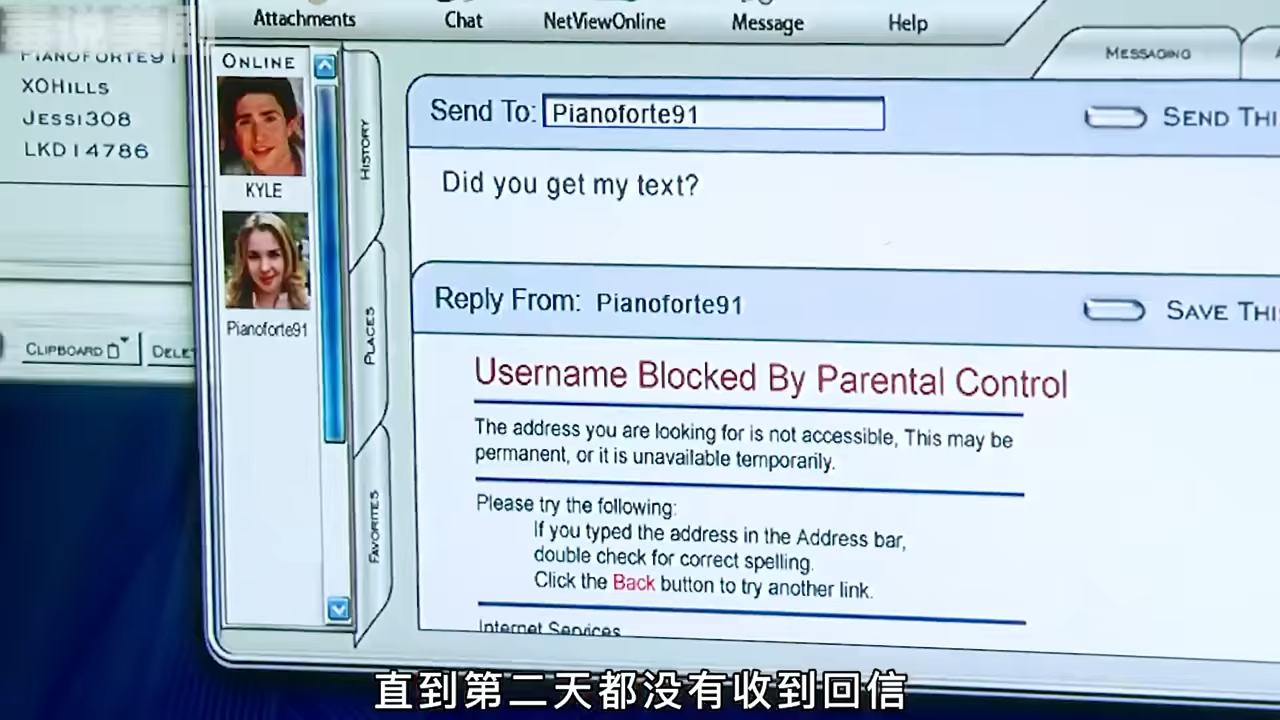 Attachments
Chat
NetViewOnline
Message
Help
PIANOFORTE91
XOHILLS
JESSI308
LKD14786
CLIPBOARD
ONLINE
KYLE
Pianoforte91
HISTORY
PLACES
FAVORITES
MESSAGING
Send To: Pianoforte91
SEND THI
Did you get my text?
Reply From: Pianoforte91
SAVE THI
Username Blocked By Parental Control
The address you are looking for is not accessible, This may be
permanent, or it is unavailable temporarily.
Please try the following:
If you typed the address in the Address bar,
double check for correct spelling.
Click the Back button to try another link.
Internet Services
直到第二天都没有收到回信